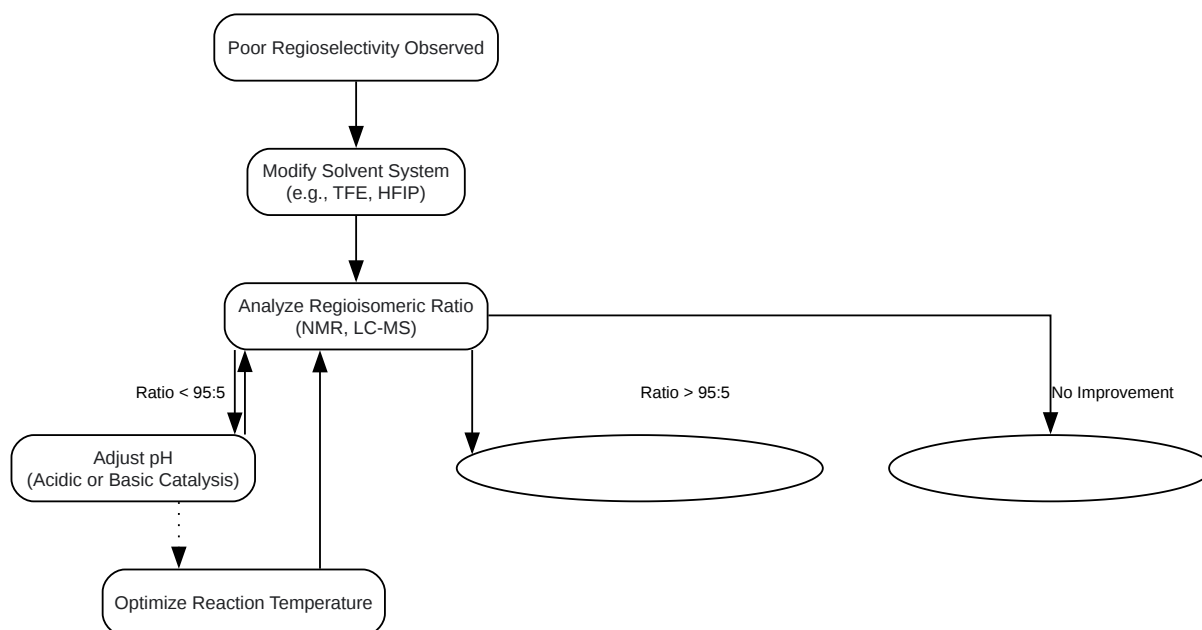 Poor Regioselectivity Observed
Modify Solvent System
(e.g., TFE, HFIP)
Analyze Regioisomeric Ratio
(NMR, LC-MS)
Ratio < 95:5
Ratio > 95:5
No Improvement
Adjust pH
(Acidic or Basic Catalysis)
Optimize Reaction Temperature